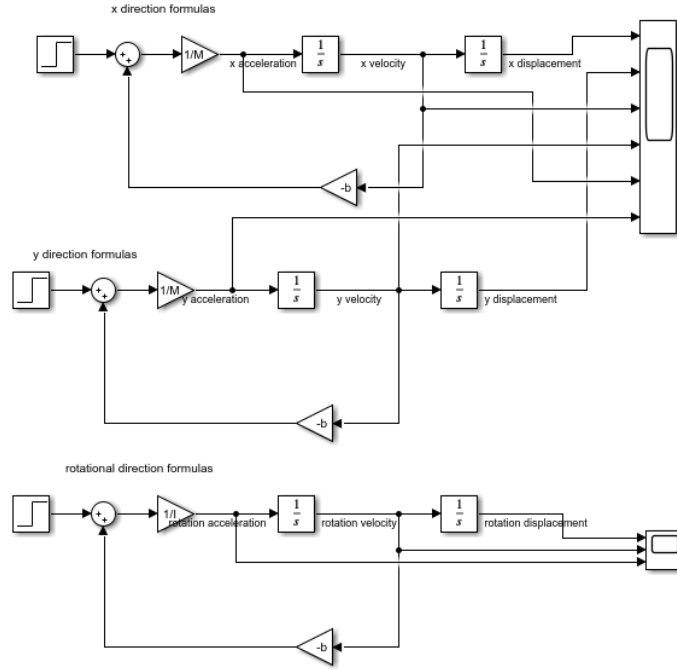 x direction formulas
+
+
1/M
x acceleration
1
s
x velocity
1
s
x displacement
-b
y direction formulas
+
+
1/M
y acceleration
1
s
y velocity
1
s
y displacement
-b
rotational direction formulas
+
+
1/I
rotation acceleration
1
s
rotation velocity
1
s
rotation displacement
-b